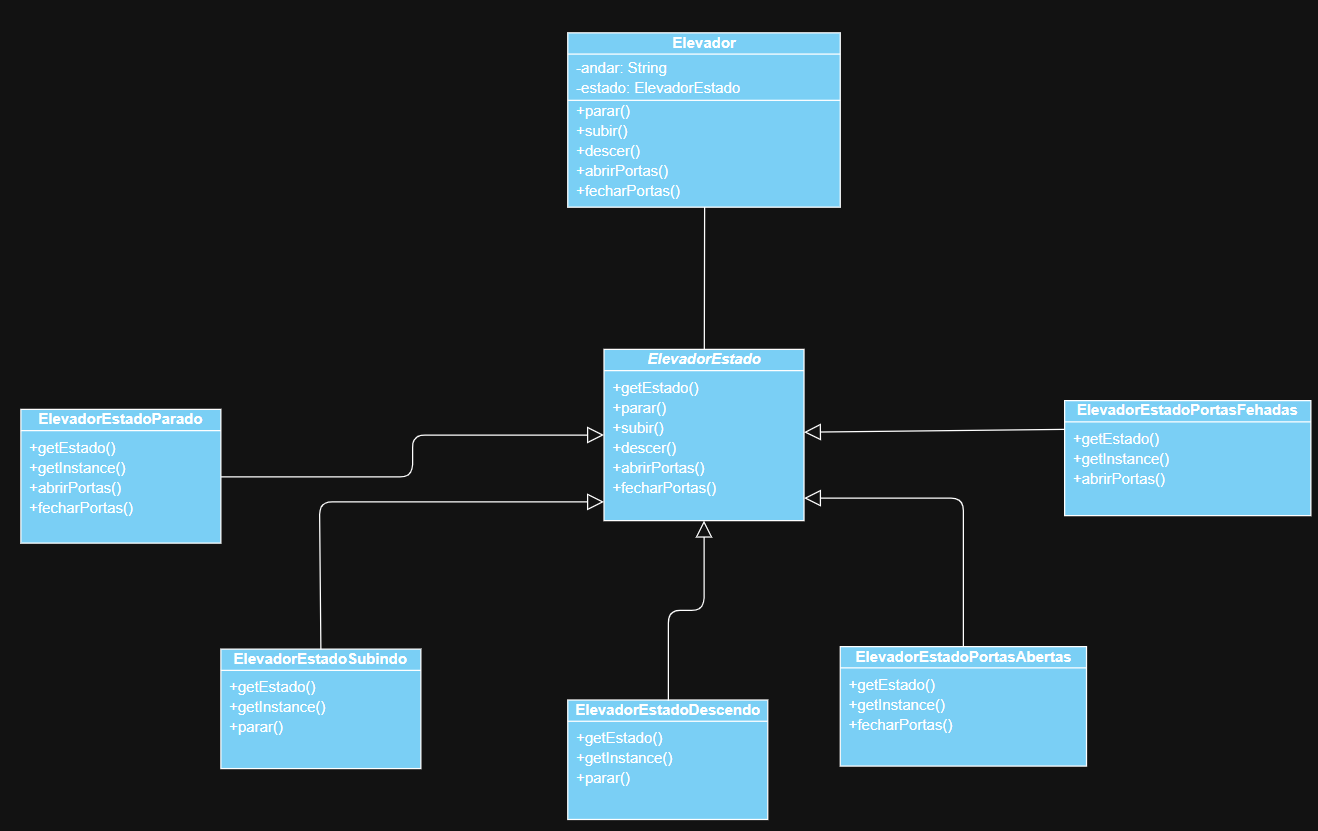 Elevador
-andar: String
-estado: ElevadorEstado
+parar()
+subir()
+descer()
+abrirPortas()
+fecharPortas()
ElevadorEstado
+getEstado()
+parar()
+subir()
+descer()
+abrirPortas()
+fecharPortas()
ElevadorEstadoParado
+getEstado()
+getInstance()
+abrirPortas()
+fecharPortas()
ElevadorEstadoPortasFehadas
+getEstado()
+getInstance()
+abrirPortas()
ElevadorEstadoSubindo
+getEstado()
+getInstance()
+parar()
ElevadorEstadoDescendo
+getEstado()
+getInstance()
+parar()
ElevadorEstadoPortasAbertas
+getEstado()
+getInstance()
+fecharPortas()